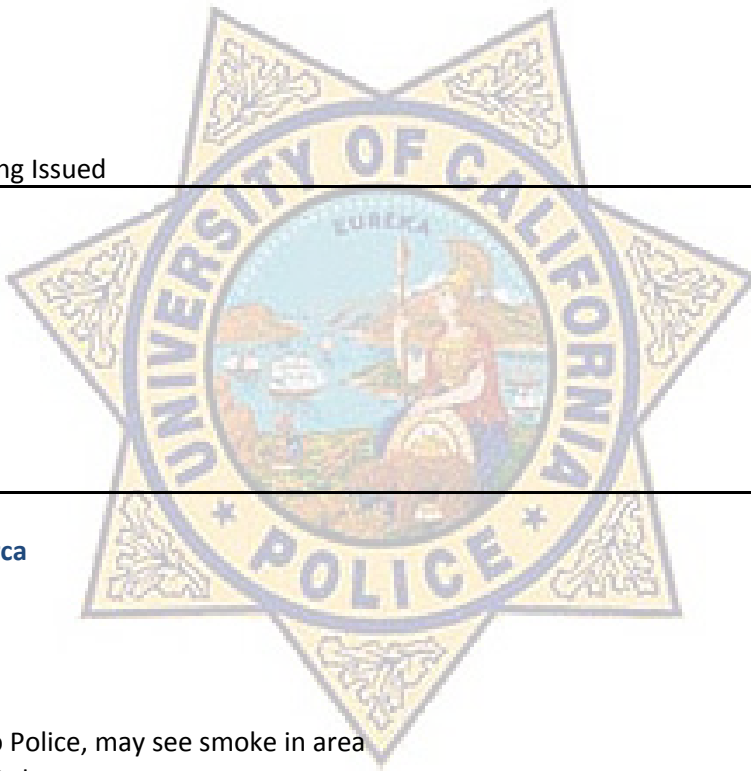 ng Issued
UNIVERSITY OF CALIFORNIA
EUREKA
POLICE
ca
o Police, may see smoke in area